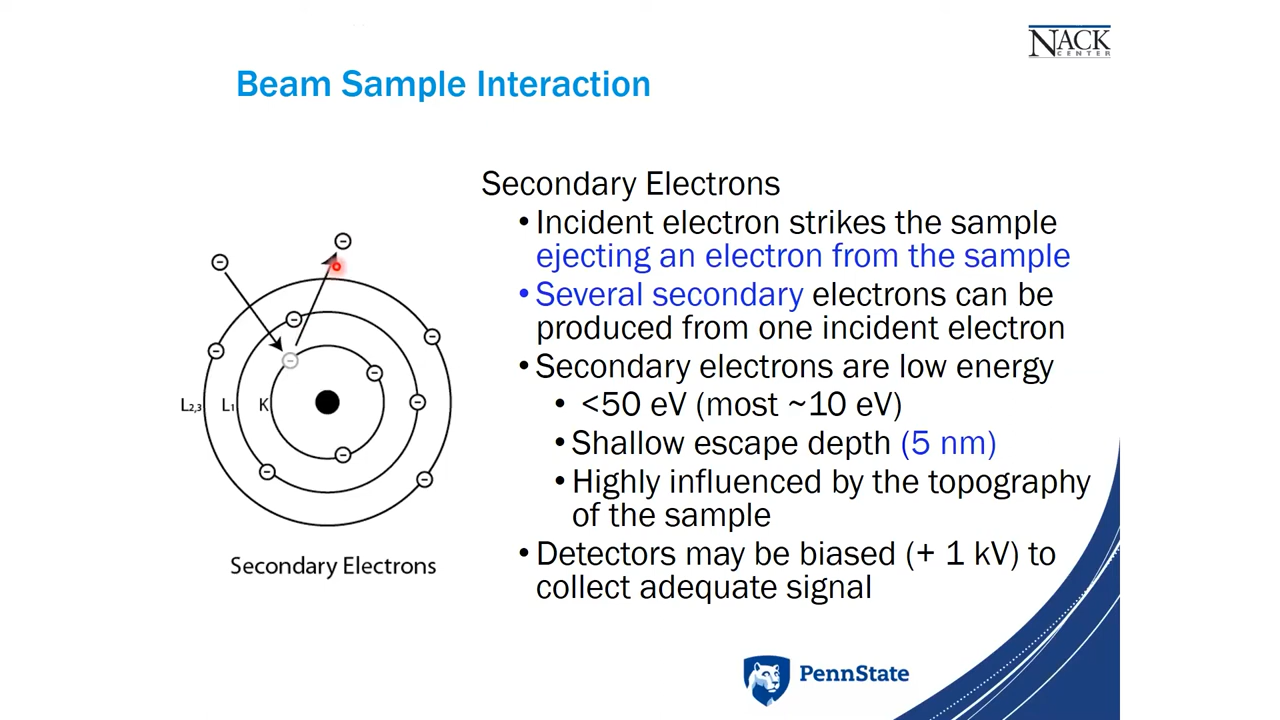 NACK
CENTER
Beam Sample Interaction
Secondary Electrons
• Incident electron strikes the sample
ejecting an electron from the sample
• Several secondary electrons can be
produced from one incident electron
• Secondary electrons are low energy
• <50 eV (most ~10 eV)
• Shallow escape depth (5 nm)
• Highly influenced by the topography
of the sample
• Detectors may be biased (+ 1 kV) to
collect adequate signal
L2,3 L1 K
Secondary Electrons
PennState